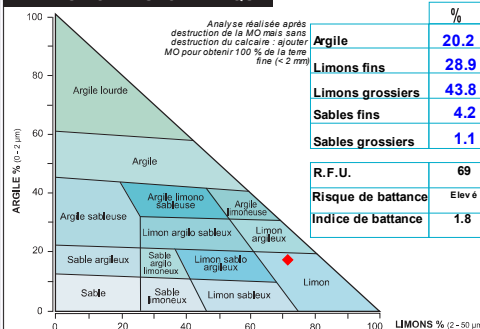 Analyse réalisée après
destruction de la MO mais sans
destruction du calcaire : ajouter
MO pour obtenir 100 % de la terre
fine (< 2 mm)
%
Argile 20.2
Limons fins 28.9
Limons grossiers 43.8
Sables fins 4.2
Sables grossiers 1.1
R.F.U. 69
Risque de battance Elevé
Indice de battance 1.8
ARGILE % (0 - 2 µm)
100
80
60
40
20
0
Argile lourde
Argile
Argile sableuse
Argile limono
sableuse
Argile
limoneuse
Limon argilo sableux
Limon
argileux
Sable argileux
Sable
argilo
limoneux
Limon sablo
argileux
Limon
Sable
Sable
limoneux
Limon sableux
0 20 40 60 80 100
LIMONS % (2 - 50 µm)